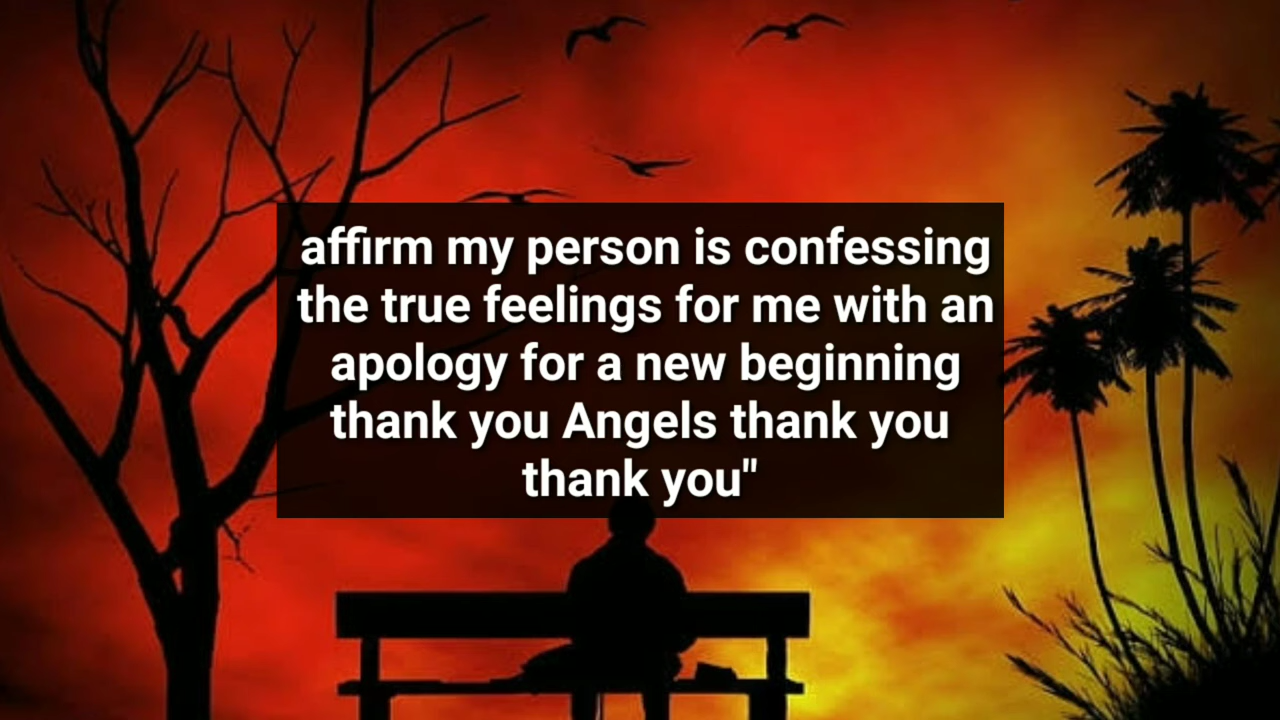 affirm my person is confessing
the true feelings for me with an
apology for a new beginning
thank you Angels thank you
thank you"